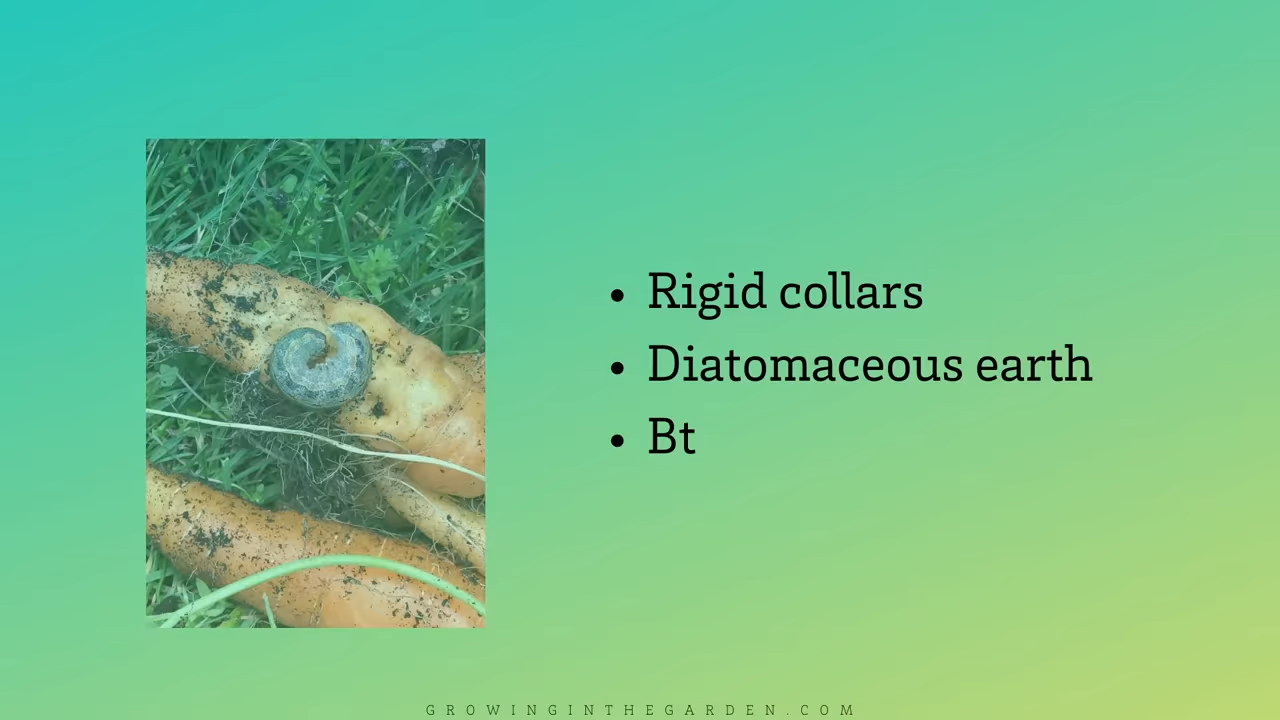 • Rigid collars
• Diatomaceous earth
• Bt
GROWINGINTHEGARDEN.COM